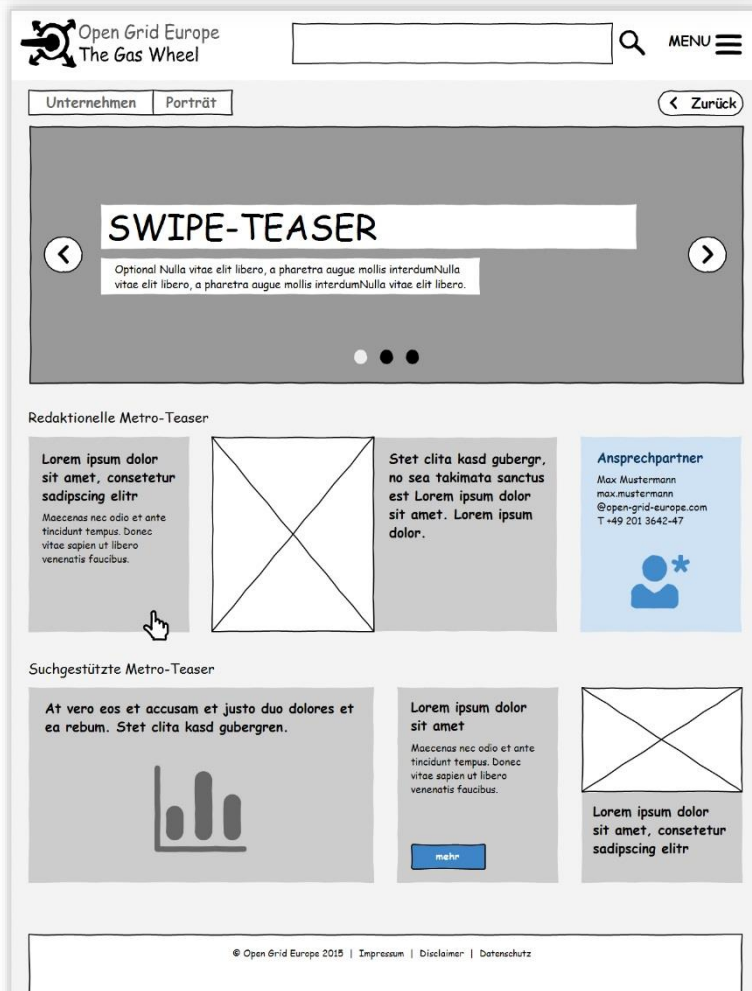 Open Grid Europe
The Gas Wheel
MENU
Unternehmen
Porträt
Zurück
SWIPE-TEASER
Optional Nulla vitae elit libero, a pharetra augue mollis interdumNulla
vitae elit libero, a pharetra augue mollis interdumNulla vitae elit libero.
Redaktionelle Metro-Teaser
Lorem ipsum dolor
sit amet, consetetur
sadipscing elitr
Maecenas nec odio et ante
tincidunt tempus. Donec
vitae sapien ut libero
venenatis faucibus.
Stet clita kasd gubergr,
no sea takimata sanctus
est Lorem ipsum dolor
sit amet. Lorem ipsum
dolor.
Ansprechpartner
Max Mustermann
max.mustermann
@open-grid-europe.com
T +49 201 3642-47
Suchgestützte Metro-Teaser
At vero eos et accusam et justo duo dolores et
ea rebum. Stet clita kasd gubergren.
Lorem ipsum dolor
sit amet
Maecenas nec odio et ante
tincidunt tempus. Donec
vitae sapien ut libero
venenatis faucibus.
mehr
Lorem ipsum dolor
sit amet, consetetur
sadipscing elitr
© Open Grid Europe 2015 | Impressum | Disclaimer | Datenschutz